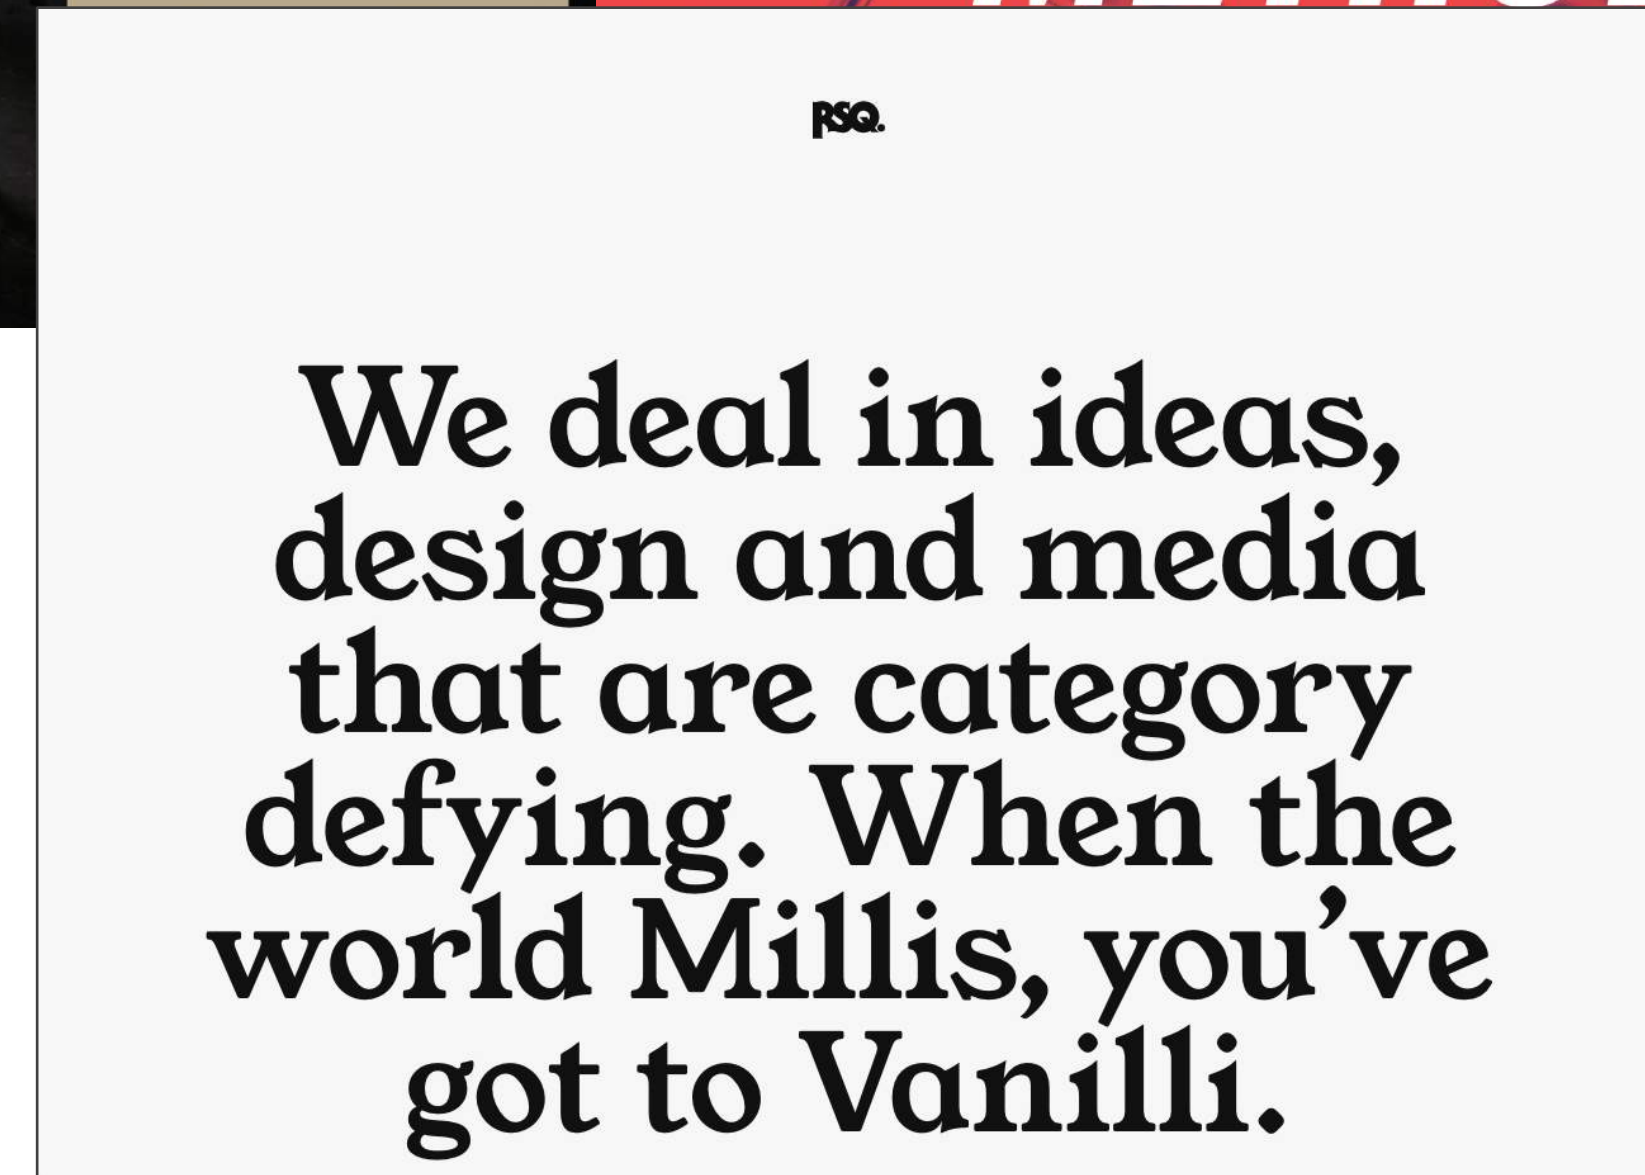 RSQ.
We deal in ideas,
design and media
that are category
defying. When the
world Millis, you’ve
got to Vanilli.